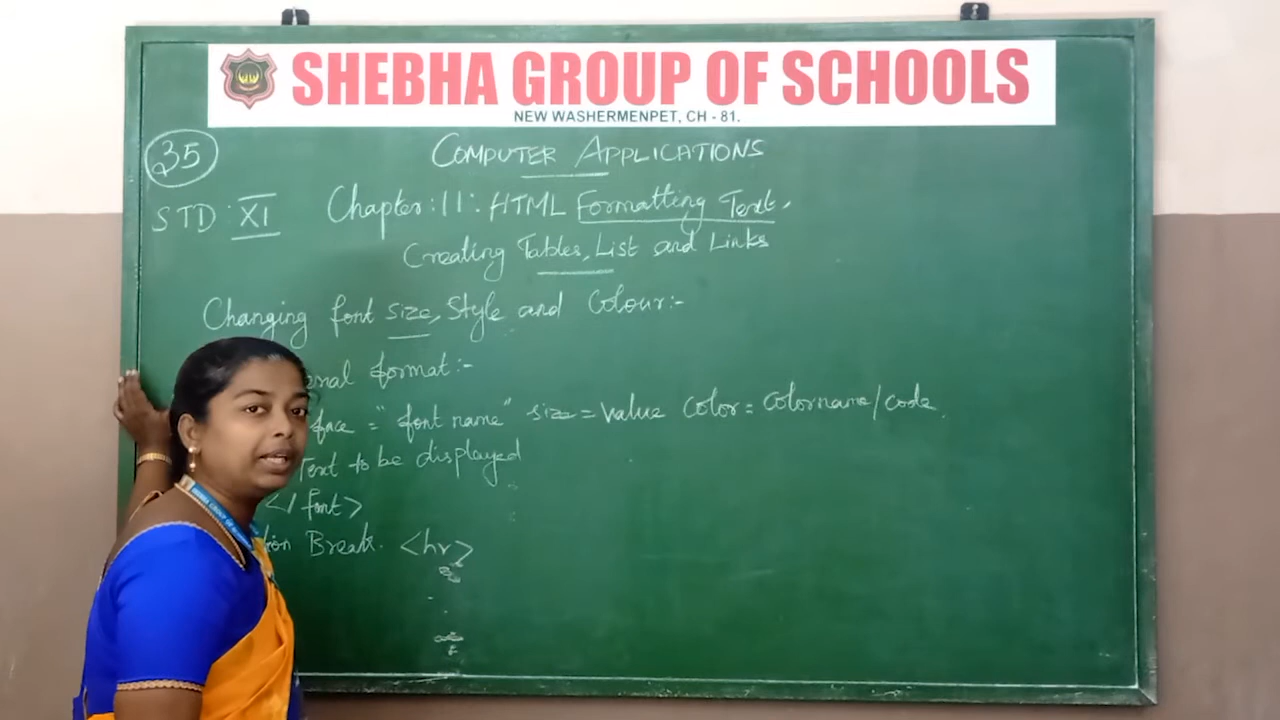 SHEBHA GROUP OF SCHOOLS
NEW WASHERMENPET, CH - 81.
35
COMPUTER APPLICATIONS
STD : XI Chapter : 11 : HTML Formatting Text,
Creating Tables, List and Links
Changing font size, Style and Colour:-
format:-
face = "font name" size = value color = colorname/code
Text to be displayed
</font>
Break. <hr>